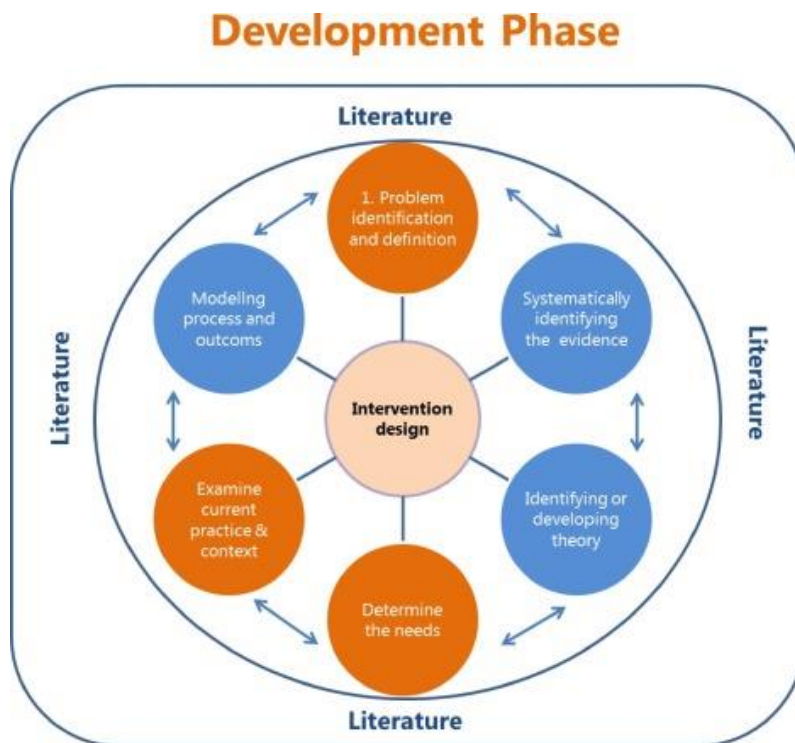 Development Phase
Literature
1. Problem
identification
and definition
Modellng
process and
outcoms
Systematically
identifying
the evidence
Literature
Literature
Intervention
design
Examine
current
practice &
context
Identifying or
developing
theory
Determine
the needs
Literature